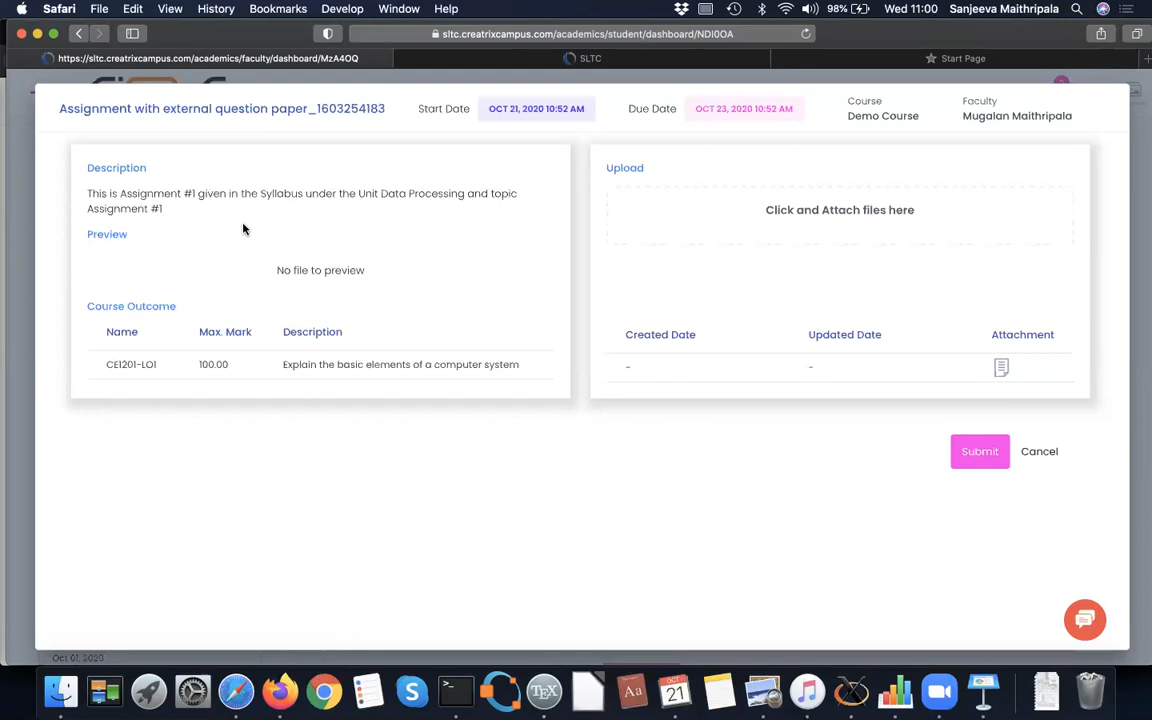 Safari File Edit View History Bookmarks Develop Window Help 98% Wed 11:00 Sanjeeva Maithripala
sltc.creatrixcampus.com/academics/student/dashboard/NDI0OA
https://sltc.creatrixcampus.com/academics/faculty/dashboard/MzA4OQ SLTC Start Page
Assignment with external question paper_1603254183 Start Date OCT 21, 2020 10:52 AM Due Date OCT 23, 2020 10:52 AM
Course Faculty
Demo Course Mugalan Maithripala
Description
This is Assignment #1 given in the Syllabus under the Unit Data Processing and topic
Assignment #1
Preview
No file to preview
Course Outcome
Name Max. Mark Description
CE1201-LO1 100.00 Explain the basic elements of a computer system
Upload
Click and Attach files here
Created Date Updated Date Attachment
- -
Submit Cancel
Oct 01, 2020
OCT
21
TEX
Aa